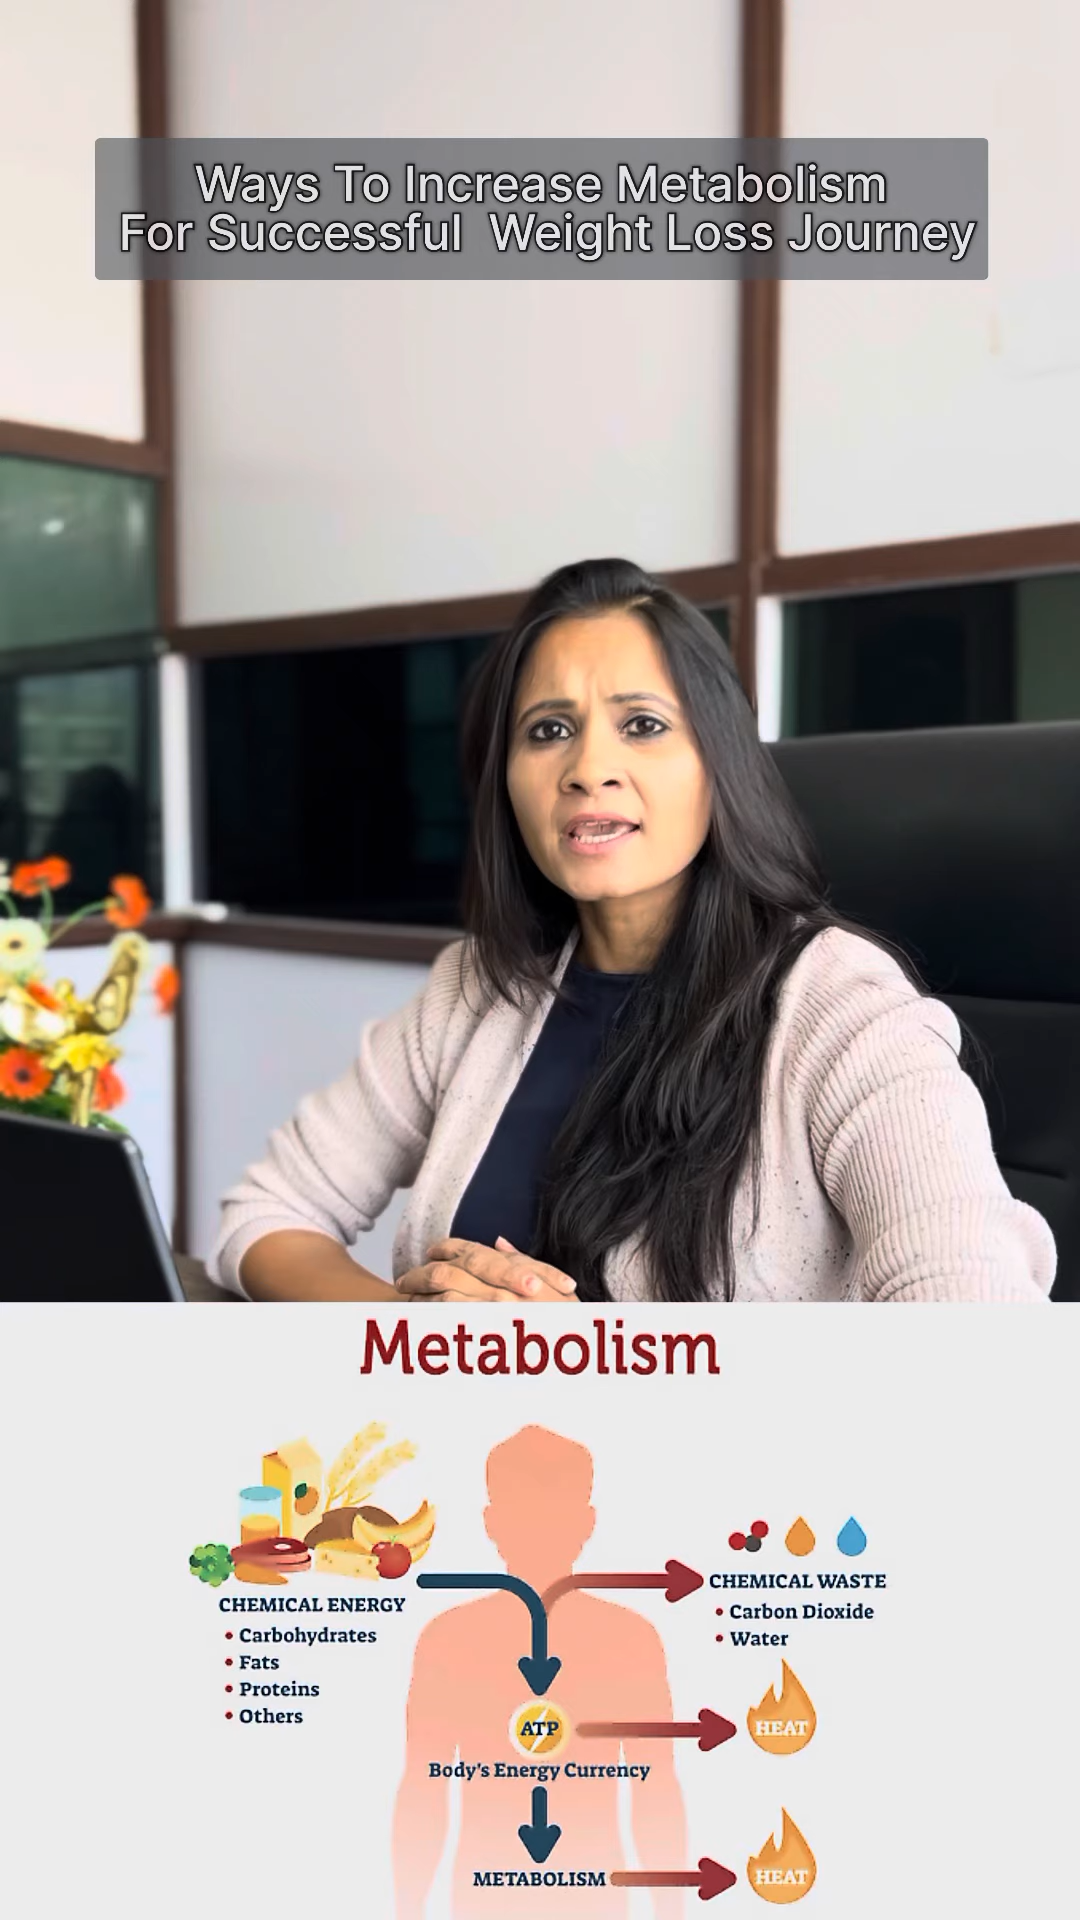 Ways To Increase Metabolism
For Successful  Weight Loss Journey
Metabolism
CHEMICAL ENERGY
• Carbohydrates
• Fats
• Proteins
• Others
CHEMICAL WASTE
• Carbon Dioxide
• Water
ATP
HEAT
Body's Energy Currency
METABOLISM
HEAT